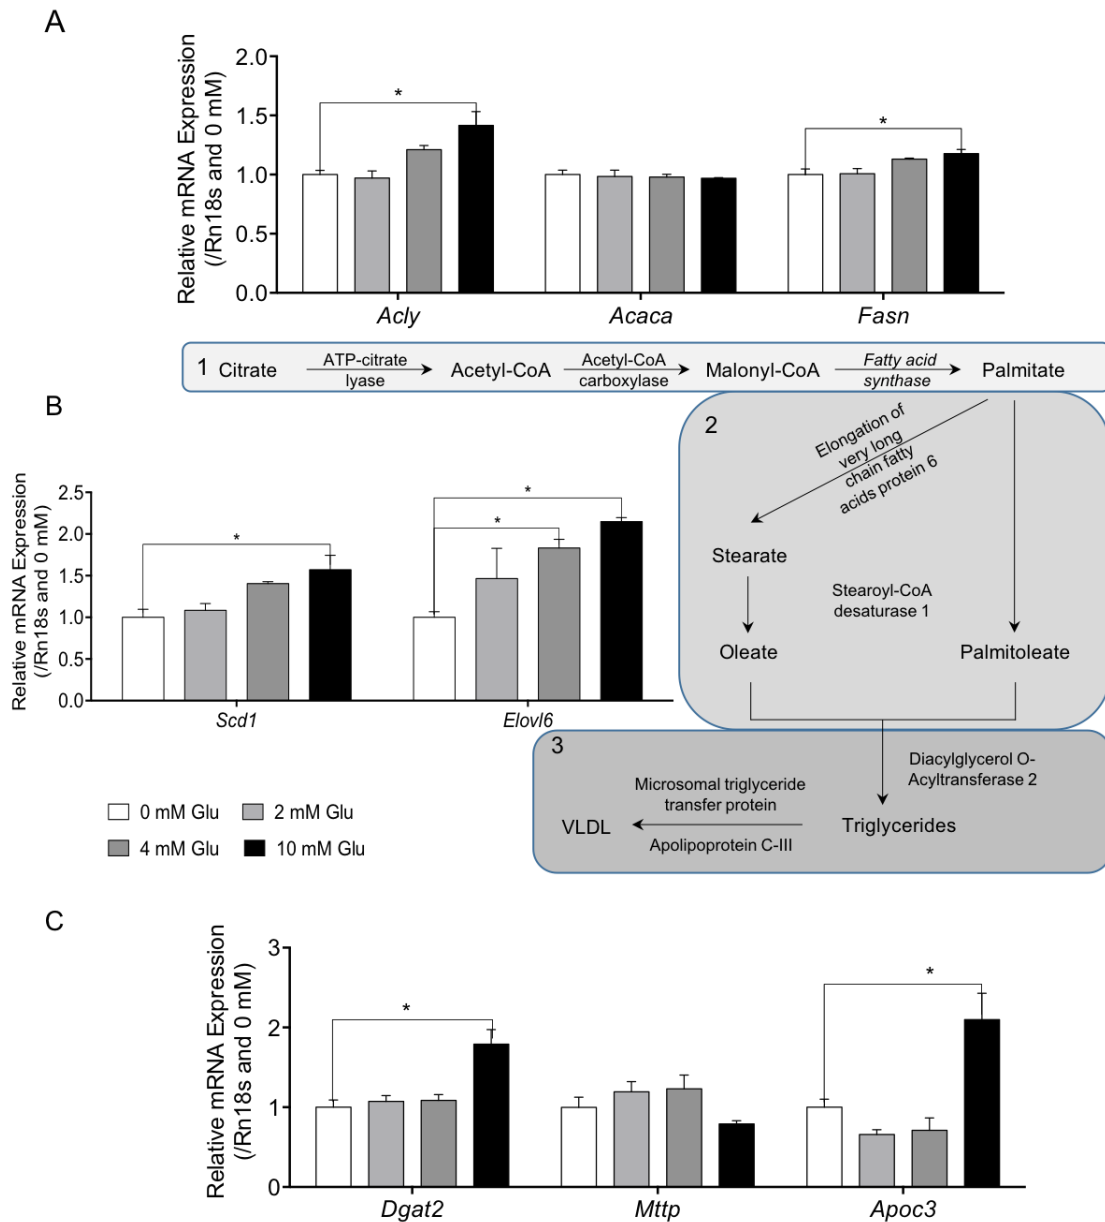 A
Relative mRNA Expression
(/Rn18s and 0 mM)
2.0
1.5
1.0
0.5
0.0
*
*
Acly
Acaca
Fasn
1
Citrate
ATP-citrate
lyase
Acetyl-CoA
Acetyl-CoA
carboxylase
Malonyl-CoA
Fatty acid
synthase
Palmitate
B
Relative mRNA Expression
(/Rn18s and 0 mM)
2.5
2.0
1.5
1.0
0.5
0.0
*
*
*
Scd1
Elovl6
2
Elongation of
very long
chain fatty
acids protein 6
Stearate
Stearoyl-CoA
desaturase 1
Oleate
Palmitoleate
3
Diacylglycerol O-
Acyltransferase 2
Microsomal triglyceride
transfer protein
VLDL
Triglycerides
Apolipoprotein C-III
0 mM Glu
2 mM Glu
4 mM Glu
10 mM Glu
C
Relative mRNA Expression
(/Rn18s and 0 mM)
3
2
1
0
*
*
Dgat2
Mttp
Apoc3